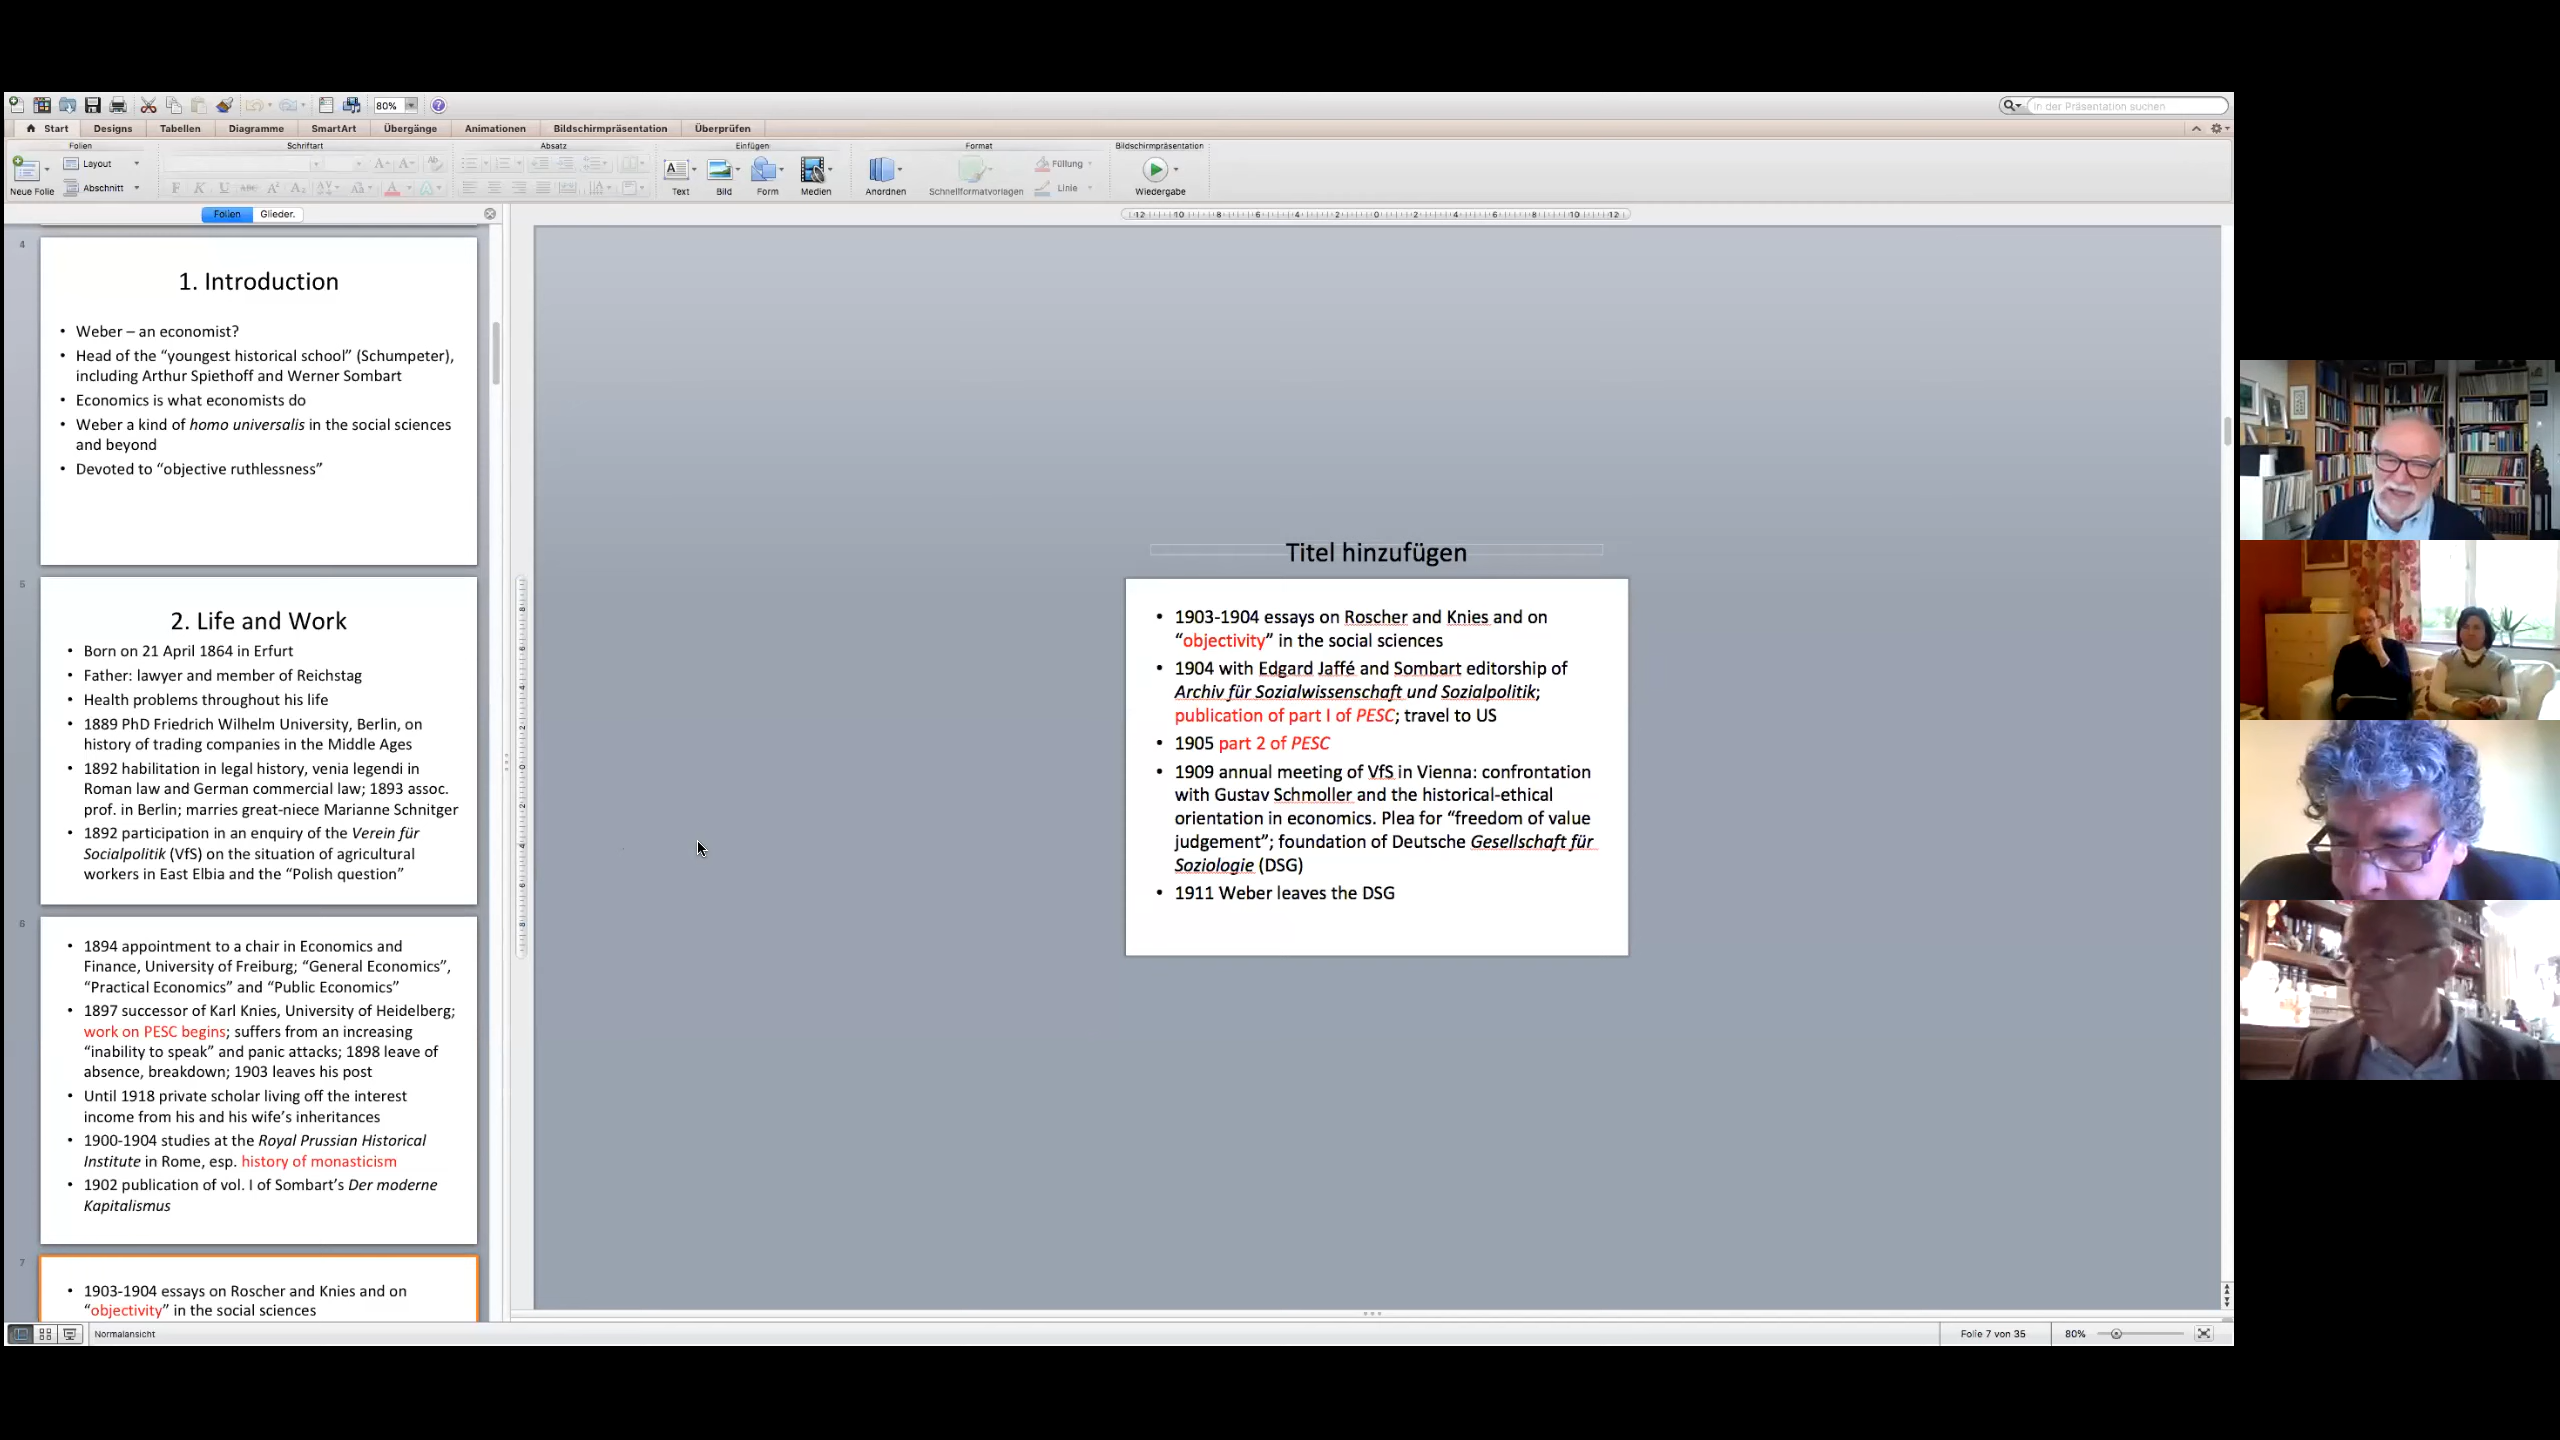 80%
In der Präsentation suchen
Start
Designs
Tabellen
Diagramme
SmartArt
Übergänge
Animationen
Bildschirmpräsentation
Überprüfen
Folien
Schriftart
Absatz
Einfügen
Format
Bildschirmpräsentation
Neue Folie
Layout
Abschnitt
Text
Bild
Form
Medien
Anordnen
Schnellformatvorlagen
Füllung
Linie
Wiedergabe
Folien
Glieder.
4
1. Introduction
• Weber – an economist?
• Head of the “youngest historical school” (Schumpeter),
including Arthur Spiethoff and Werner Sombart
• Economics is what economists do
• Weber a kind of homo universalis in the social sciences
and beyond
• Devoted to “objective ruthlessness”
5
2. Life and Work
• Born on 21 April 1864 in Erfurt
• Father: lawyer and member of Reichstag
• Health problems throughout his life
• 1889 PhD Friedrich Wilhelm University, Berlin, on
history of trading companies in the Middle Ages
• 1892 habilitation in legal history, venia legendi in
Roman law and German commercial law; 1893 assoc.
prof. in Berlin; marries great-niece Marianne Schnitger
• 1892 participation in an enquiry of the Verein für
Socialpolitik (VfS) on the situation of agricultural
workers in East Elbia and the “Polish question”
6
• 1894 appointment to a chair in Economics and
Finance, University of Freiburg; “General Economics”,
“Practical Economics” and “Public Economics”
• 1897 successor of Karl Knies, University of Heidelberg;
work on PESC begins; suffers from an increasing
“inability to speak” and panic attacks; 1898 leave of
absence, breakdown; 1903 leaves his post
• Until 1918 private scholar living off the interest
income from his and his wife’s inheritances
• 1900-1904 studies at the Royal Prussian Historical
Institute in Rome, esp. history of monasticism
• 1902 publication of vol. I of Sombart’s Der moderne
Kapitalismus
7
• 1903-1904 essays on Roscher and Knies and on
“objectivity” in the social sciences
Titel hinzufügen
• 1903-1904 essays on Roscher and Knies and on
“objectivity” in the social sciences
• 1904 with Edgard Jaffé and Sombart editorship of
Archiv für Sozialwissenschaft und Sozialpolitik;
publication of part I of PESC; travel to US
• 1905 part 2 of PESC
• 1909 annual meeting of VfS in Vienna: confrontation
with Gustav Schmoller and the historical-ethical
orientation in economics. Plea for “freedom of value
judgement”; foundation of Deutsche Gesellschaft für
Soziologie (DSG)
• 1911 Weber leaves the DSG
Normalansicht
Folie 7 von 35
80%